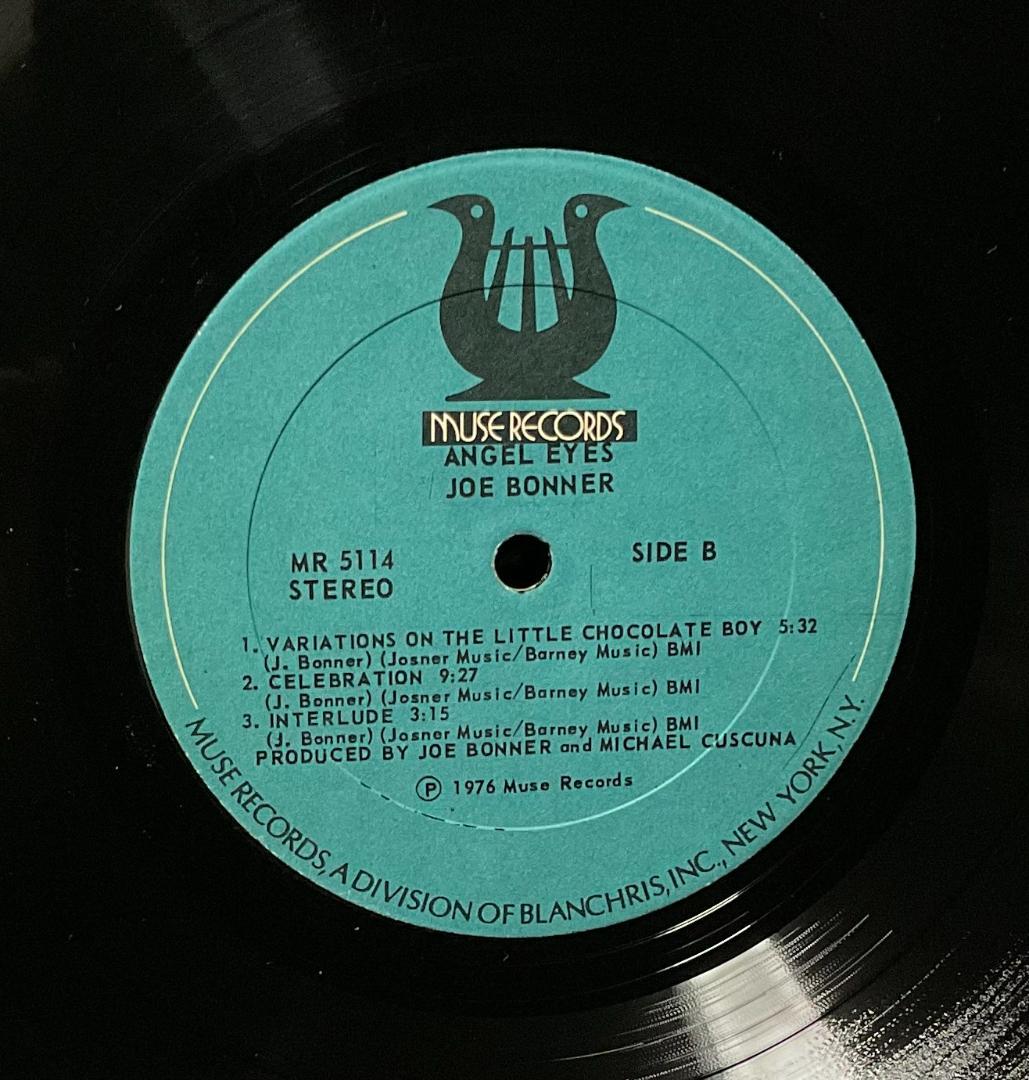 MUSE RECORDS
ANGEL EYES
JOE BONNER
MR 5114
STEREO
SIDE B
1. VARIATIONS ON THE LITTLE CHOCOLATE BOY 5:32
(J. Bonner) (Josner Music/Barney Music) BMI
2. CELEBRATION 9:27
(J. Bonner) (Josner Music/Barney Music) BMI
3. INTERLUDE 3:15
(J. Bonner) (Josner Music/Barney Music) BMI
PRODUCED BY JOE BONNER and MICHAEL CUSCUNA
℗ 1976 Muse Records
MUSE RECORDS, A DIVISION OF BLANCHRIS, INC., NEW YORK, N.Y.